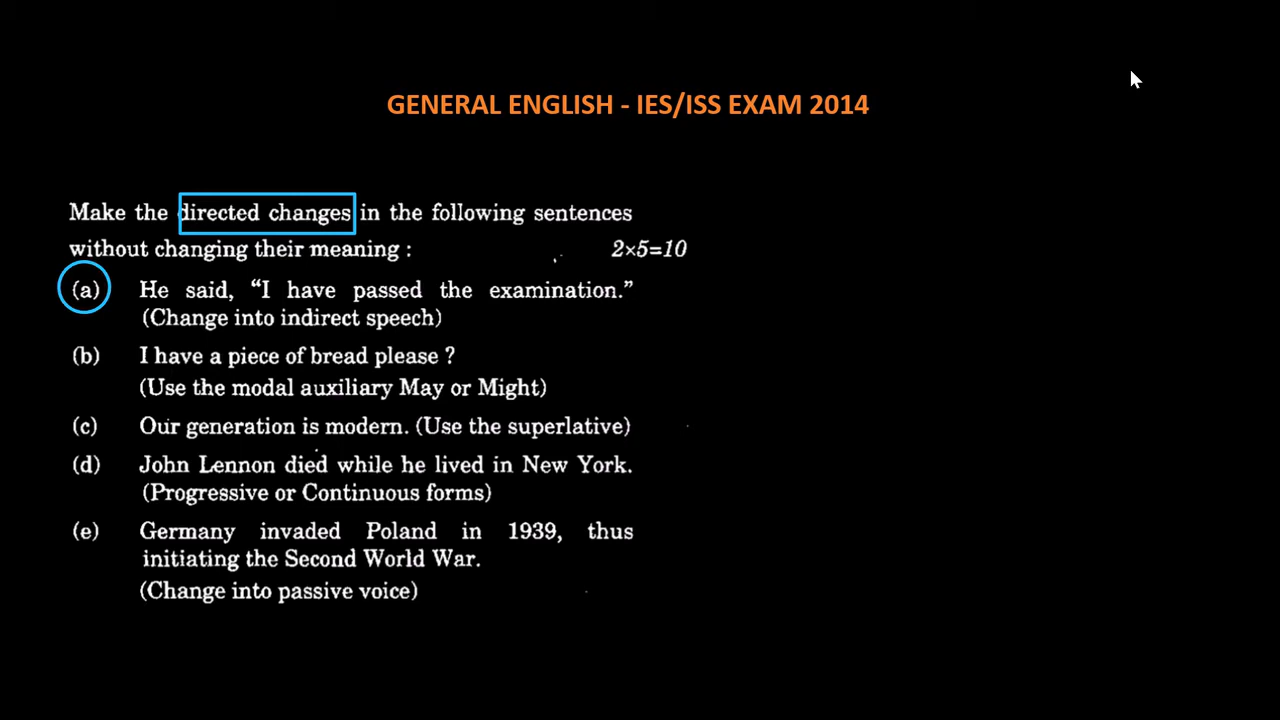 GENERAL ENGLISH - IES/ISS EXAM 2014
Make the directed changes in the following sentences
without changing their meaning : 2×5=10
(a) He said, “I have passed the examination.”
(Change into indirect speech)
(b) I have a piece of bread please ?
(Use the modal auxiliary May or Might)
(c) Our generation is modern. (Use the superlative)
(d) John Lennon died while he lived in New York.
(Progressive or Continuous forms)
(e) Germany invaded Poland in 1939, thus
initiating the Second World War.
(Change into passive voice)